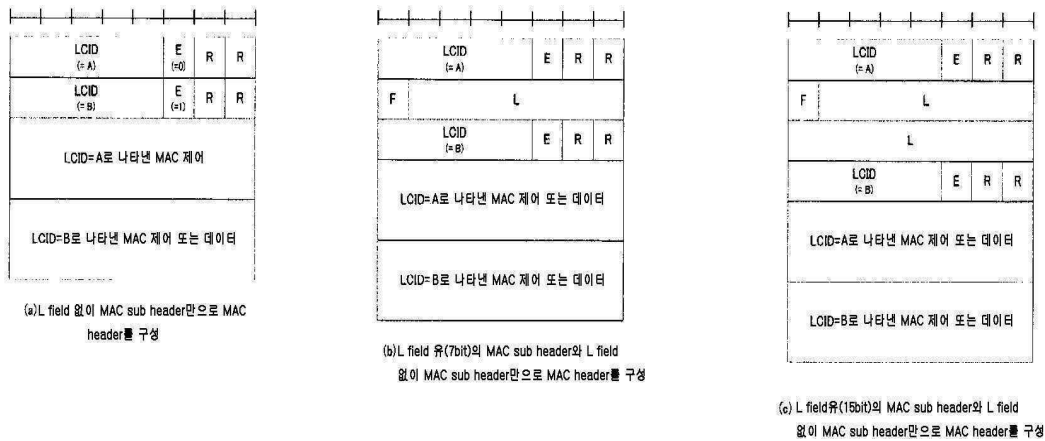 LCID
(= A)
E
(=0)
R
R
LCID
(= B)
E
(=1)
R
R
LCID=A로 나타낸 MAC 제어
LCID=B로 나타낸 MAC 제어 또는 데이터
(a)L field 없이 MAC sub header만으로 MAC
header를 구성
LCID
(= A)
E
R
R
F
L
LCID
(= B)
E
R
R
LCID=A로 나타낸 MAC 제어 또는 데이터
LCID=B로 나타낸 MAC 제어 또는 데이터
(b)L field 유(7bit)의 MAC sub header와 L field
없이 MAC sub header만으로 MAC header를 구성
LCID
(= A)
E
R
R
F
L
L
LCID
(= B)
E
R
R
LCID=A로 나타낸 MAC 제어 또는 데이터
LCID=B로 나타낸 MAC 제어 또는 데이터
(c) L field유(15bit)의 MAC sub header와 L field
없이 MAC sub header만으로 MAC header를 구성